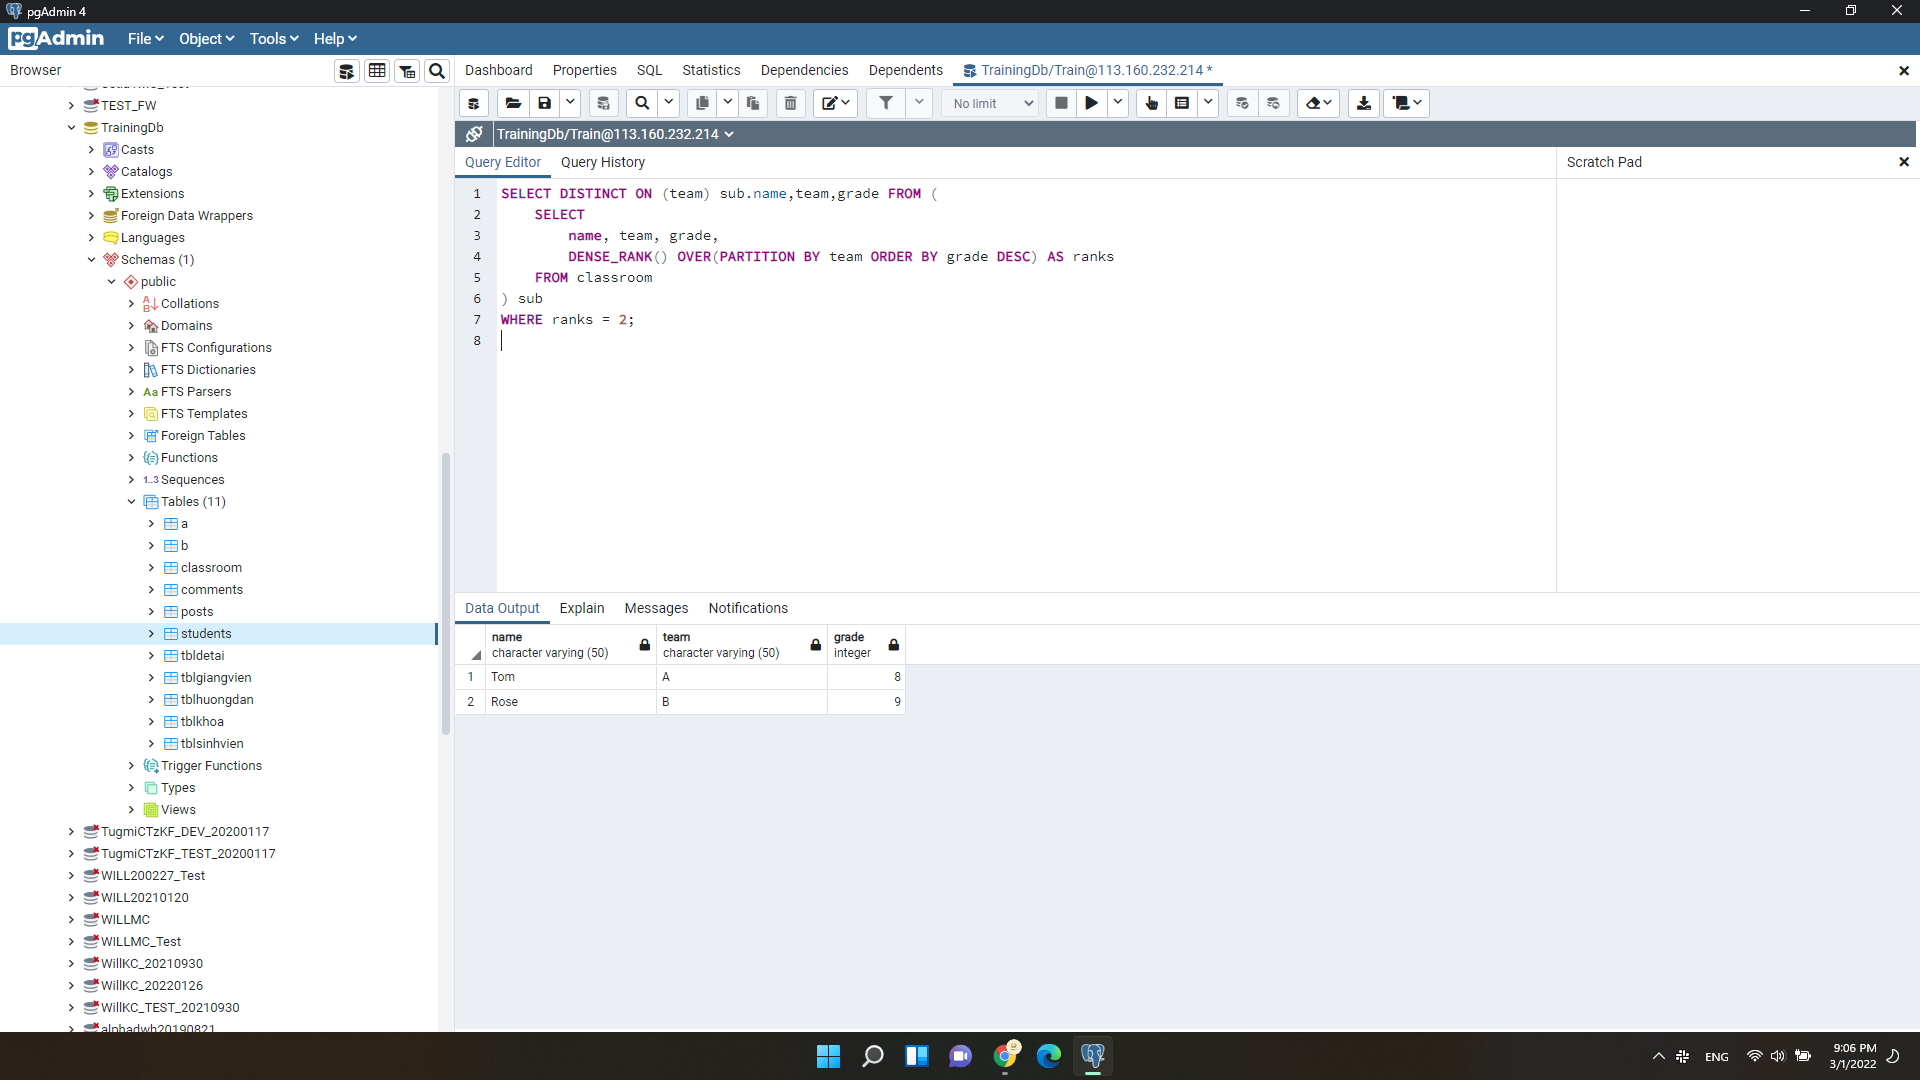 pgAdmin 4
pgAdmin File Object Tools Help
Browser
Dashboard Properties SQL Statistics Dependencies Dependents TrainingDb/Train@113.160.232.214 *
No limit
TrainingDb/Train@113.160.232.214
Query Editor Query History
Scratch Pad
TEST_FW
TrainingDb
Casts
Catalogs
Extensions
Foreign Data Wrappers
Languages
Schemas (1)
public
Collations
Domains
FTS Configurations
FTS Dictionaries
Aa FTS Parsers
FTS Templates
Foreign Tables
Functions
1..3 Sequences
Tables (11)
a
b
classroom
comments
posts
students
tbldetai
tblgiangvien
tblhuongdan
tblkhoa
tblsinhvien
Trigger Functions
Types
Views
TugmiCTzKF_DEV_20200117
TugmiCTzKF_TEST_20200117
WILL200227_Test
WILL20210120
WILLMC
WILLMC_Test
WillKC_20210930
WillKC_20220126
WillKC_TEST_20210930
alphadwh20190821
1 SELECT DISTINCT ON (team) sub.name,team,grade FROM (
2 SELECT
3 name, team, grade,
4 DENSE_RANK() OVER(PARTITION BY team ORDER BY grade DESC) AS ranks
5 FROM classroom
6 ) sub
7 WHERE ranks = 2;
8
Data Output Explain Messages Notifications
name team grade
character varying (50) character varying (50) integer
1 Tom A 8
2 Rose B 9
ENG
9:06 PM
3/1/2022